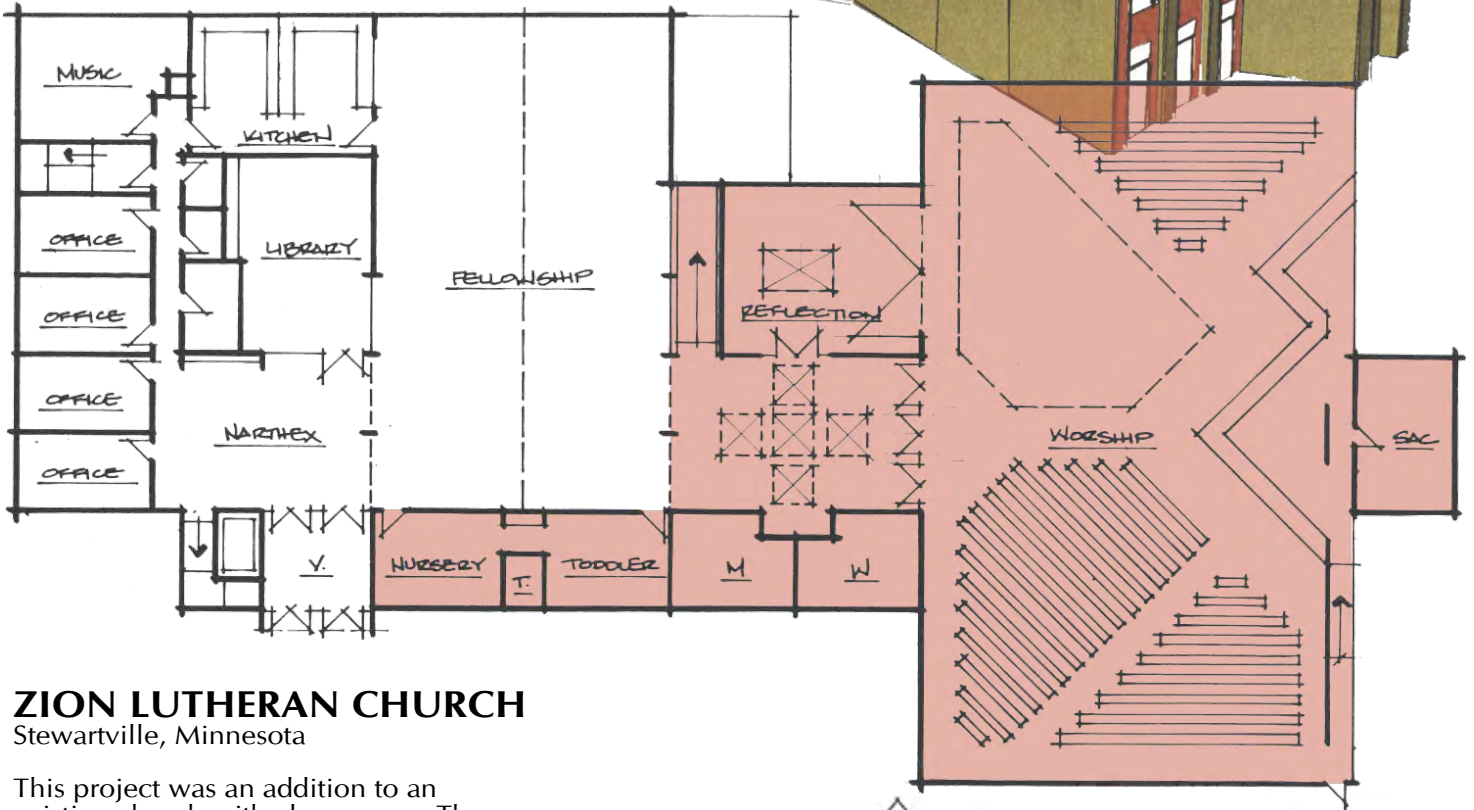 MUSIC
KITCHEN
OFFICE
LIBRARY
FELLOWSHIP
OFFICE
REFLECTION
OFFICE
NARTHEX
WORSHIP
SAC
OFFICE
V.
NURSERY
T.
TODDLER
M
W
ZION LUTHERAN CHURCH
Stewartville, Minnesota
This project was an addition to an